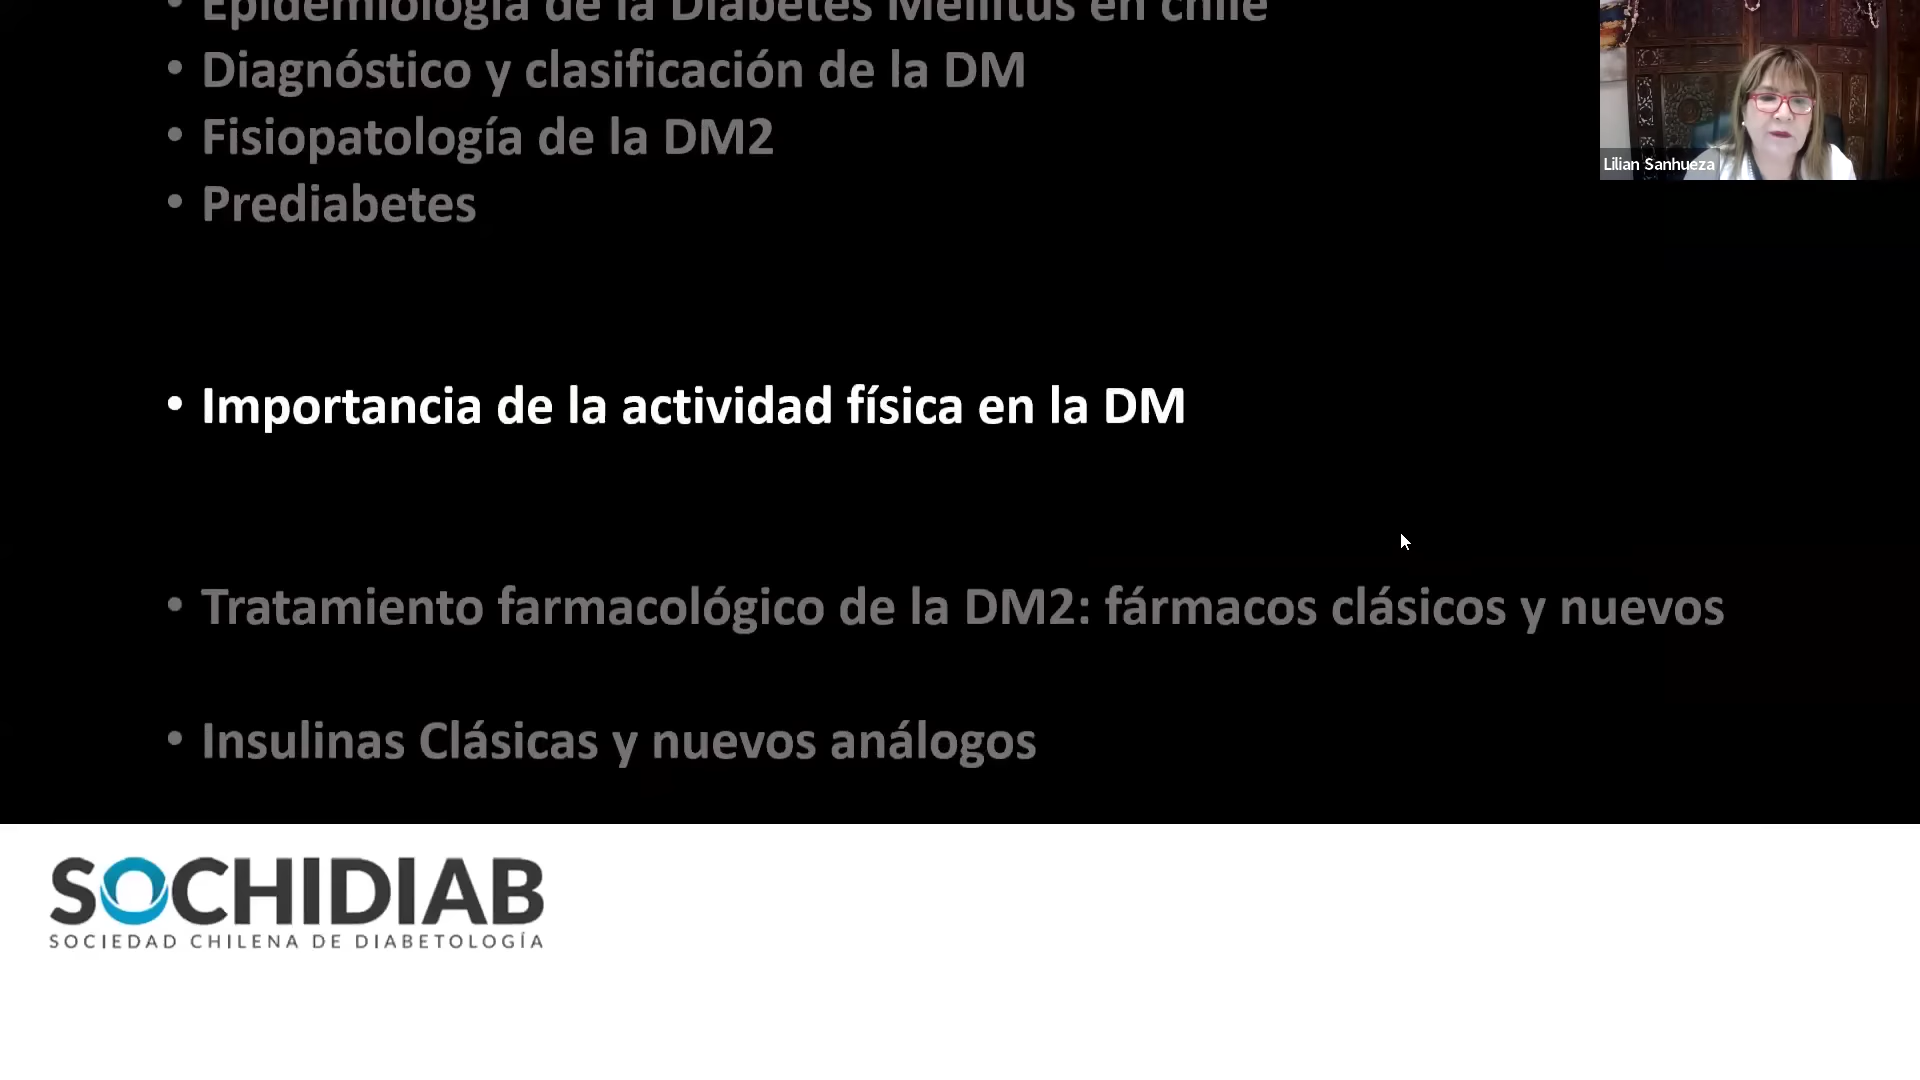 • Epidemiología de la Diabetes Mellitus en chile
• Diagnóstico y clasificación de la DM
• Fisiopatología de la DM2
• Prediabetes
Lilian Sanhueza
• Importancia de la actividad física en la DM
• Tratamiento farmacológico de la DM2: fármacos clásicos y nuevos
• Insulinas Clásicas y nuevos análogos
SOCHIDIAB
SOCIEDAD CHILENA DE DIABETOLOGÍA